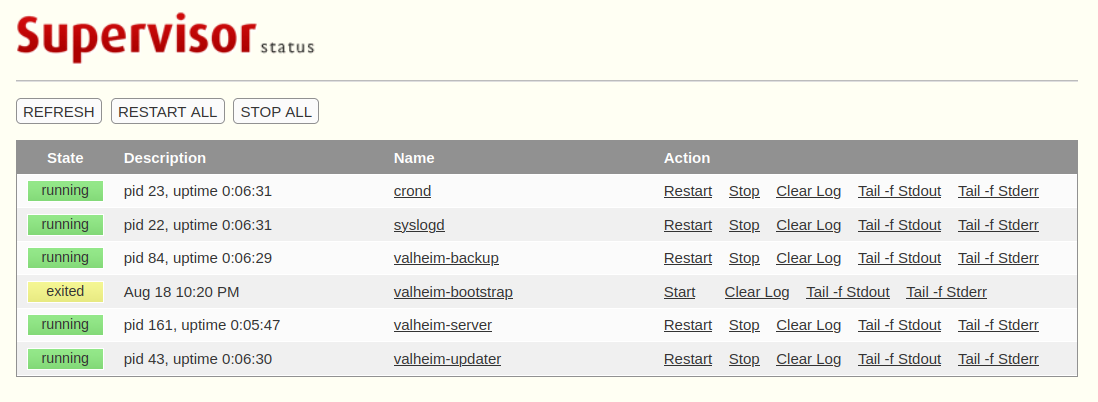 Supervisor status
REFRESH RESTART ALL STOP ALL
State Description Name Action
running pid 23, uptime 0:06:31 crond Restart Stop Clear Log Tail -f Stdout Tail -f Stderr
running pid 22, uptime 0:06:31 syslogd Restart Stop Clear Log Tail -f Stdout Tail -f Stderr
running pid 84, uptime 0:06:29 valheim-backup Restart Stop Clear Log Tail -f Stdout Tail -f Stderr
exited Aug 18 10:20 PM valheim-bootstrap Start Clear Log Tail -f Stdout Tail -f Stderr
running pid 161, uptime 0:05:47 valheim-server Restart Stop Clear Log Tail -f Stdout Tail -f Stderr
running pid 43, uptime 0:06:30 valheim-updater Restart Stop Clear Log Tail -f Stdout Tail -f Stderr